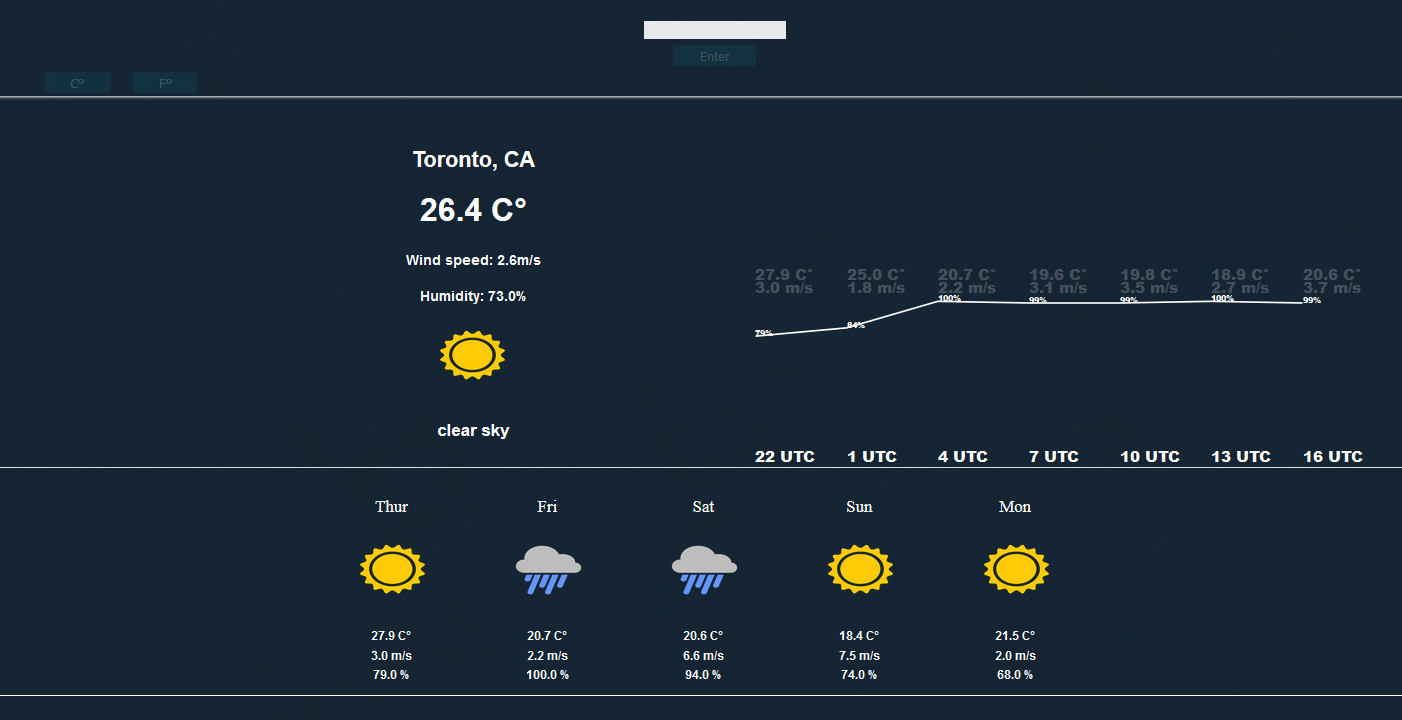 Enter
Cº Fº
Toronto, CA
26.4 C°
Wind speed: 2.6m/s
Humidity: 73.0%
clear sky
27.9 C° 25.0 C° 20.7 C° 19.6 C° 19.8 C° 18.9 C° 20.6 C°
3.0 m/s 1.8 m/s 2.2 m/s 3.1 m/s 3.5 m/s 2.7 m/s 3.7 m/s
79% 84% 100% 99% 99% 100% 99%
22 UTC 1 UTC 4 UTC 7 UTC 10 UTC 13 UTC 16 UTC
Thur Fri Sat Sun Mon
27.9 C° 20.7 C° 20.6 C° 18.4 C° 21.5 C°
3.0 m/s 2.2 m/s 6.6 m/s 7.5 m/s 2.0 m/s
79.0 % 100.0 % 94.0 % 74.0 % 68.0 %